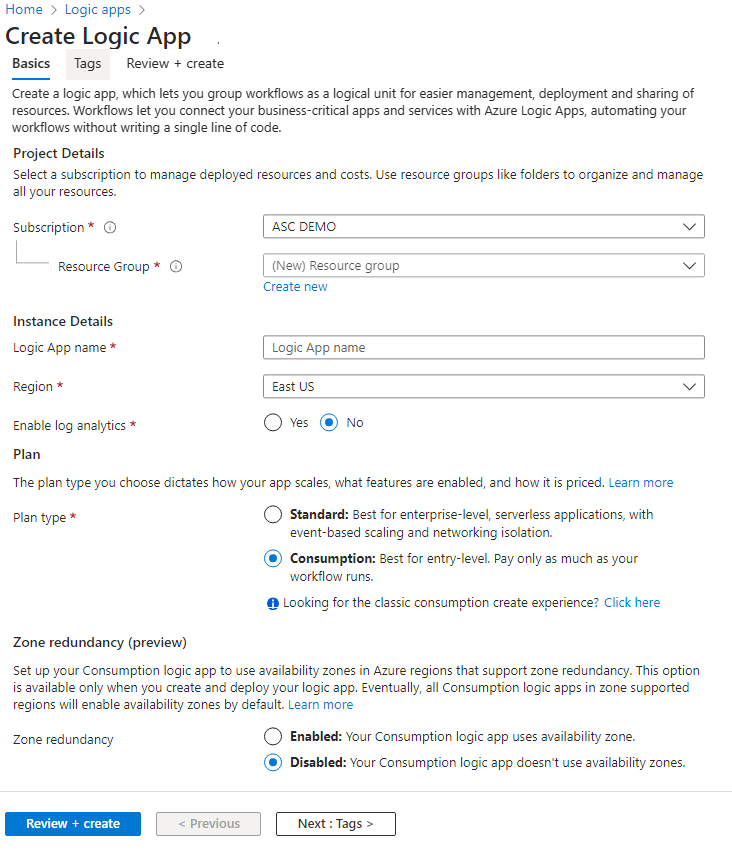 Home > Logic apps >
Create Logic App
Basics Tags Review + create
Create a logic app, which lets you group workflows as a logical unit for easier management, deployment and sharing of
resources. Workflows let you connect your business-critical apps and services with Azure Logic Apps, automating your
workflows without writing a single line of code.
Project Details
Select a subscription to manage deployed resources and costs. Use resource groups like folders to organize and manage
all your resources.
Subscription * ASC DEMO
Resource Group * (New) Resource group
Create new
Instance Details
Logic App name * Logic App name
Region * East US
Enable log analytics * Yes No
Plan
The plan type you choose dictates how your app scales, what features are enabled, and how it is priced. Learn more
Plan type * Standard: Best for enterprise-level, serverless applications, with
event-based scaling and networking isolation.
Consumption: Best for entry-level. Pay only as much as your
workflow runs.
Looking for the classic consumption create experience? Click here
Zone redundancy (preview)
Set up your Consumption logic app to use availability zones in Azure regions that support zone redundancy. This option
is available only when you create and deploy your logic app. Eventually, all Consumption logic apps in zone supported
regions will enable availability zones by default. Learn more
Zone redundancy Enabled: Your Consumption logic app uses availability zone.
Disabled: Your Consumption logic app doesn't use availability zones.
Review + create < Previous Next : Tags >